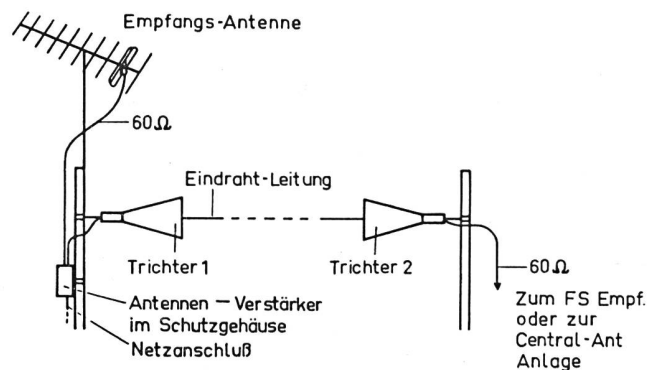 Empfangs-Antenne
60Ω
Eindraht-Leitung
Trichter 1
Trichter 2
60Ω
Antennen – Verstärker
im Schutzgehäuse
Netzanschluß
Zum FS Empf.
oder zur
Central-Ant
Anlage